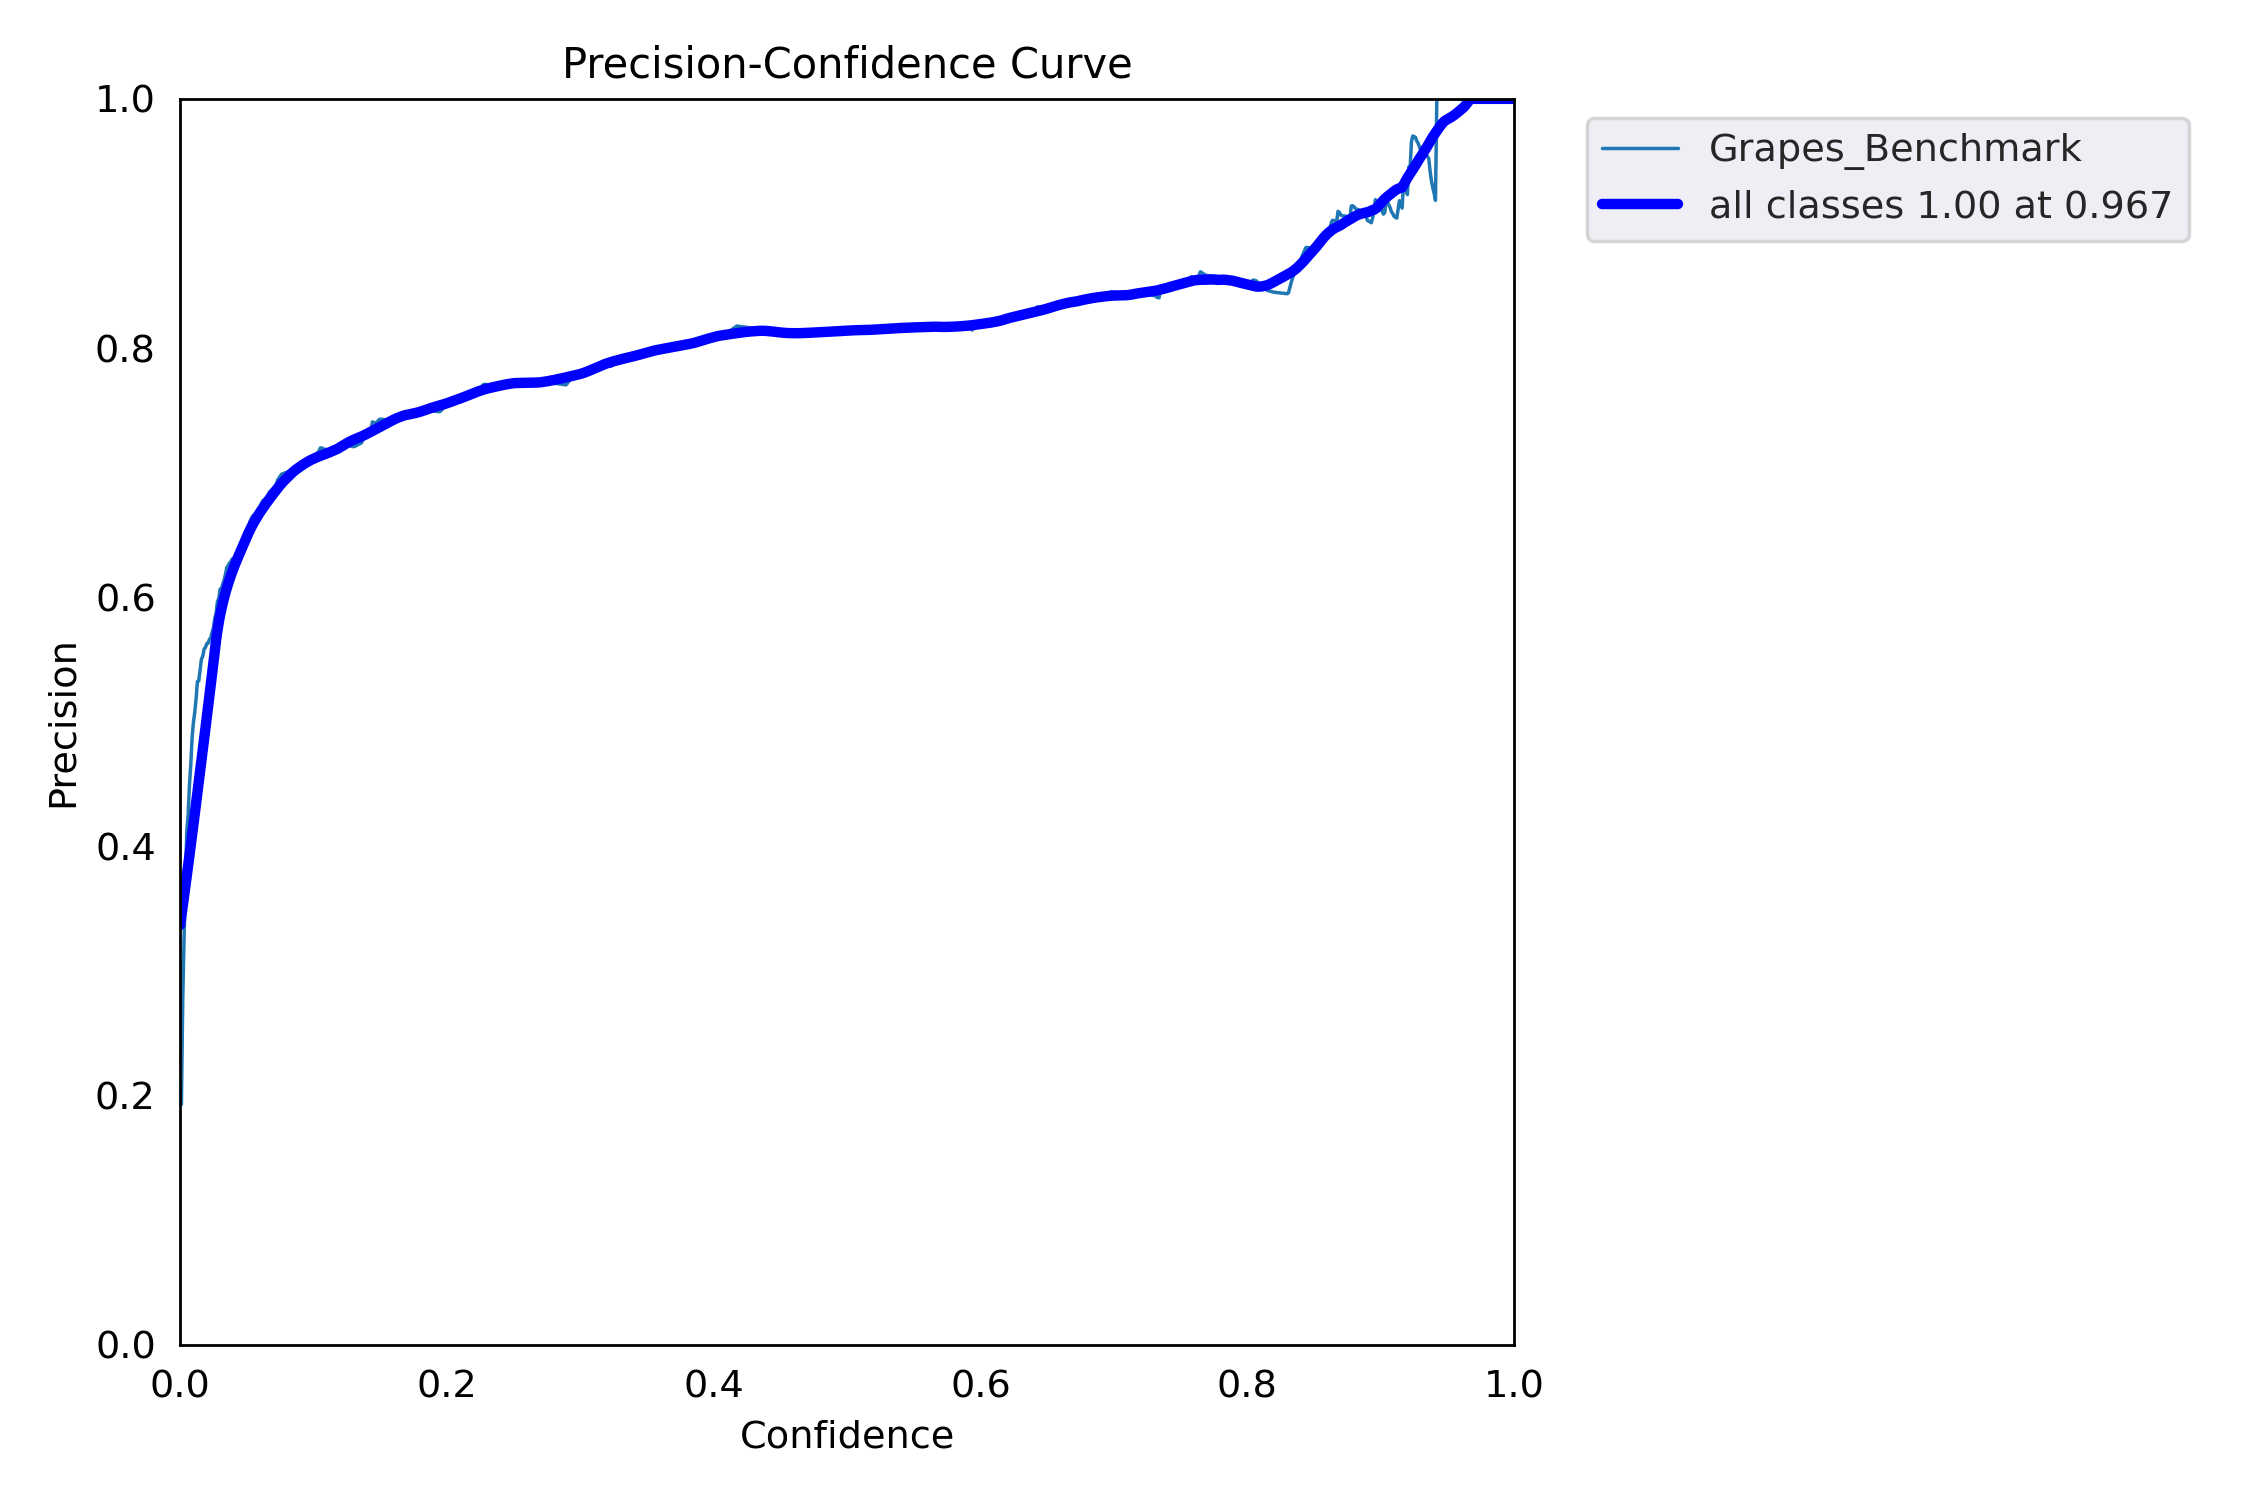 Precision-Confidence Curve
1.0
0.8
0.6
0.4
0.2
0.0
Precision
0.0 0.2 0.4 0.6 0.8 1.0
Confidence
Grapes_Benchmark
all classes 1.00 at 0.967